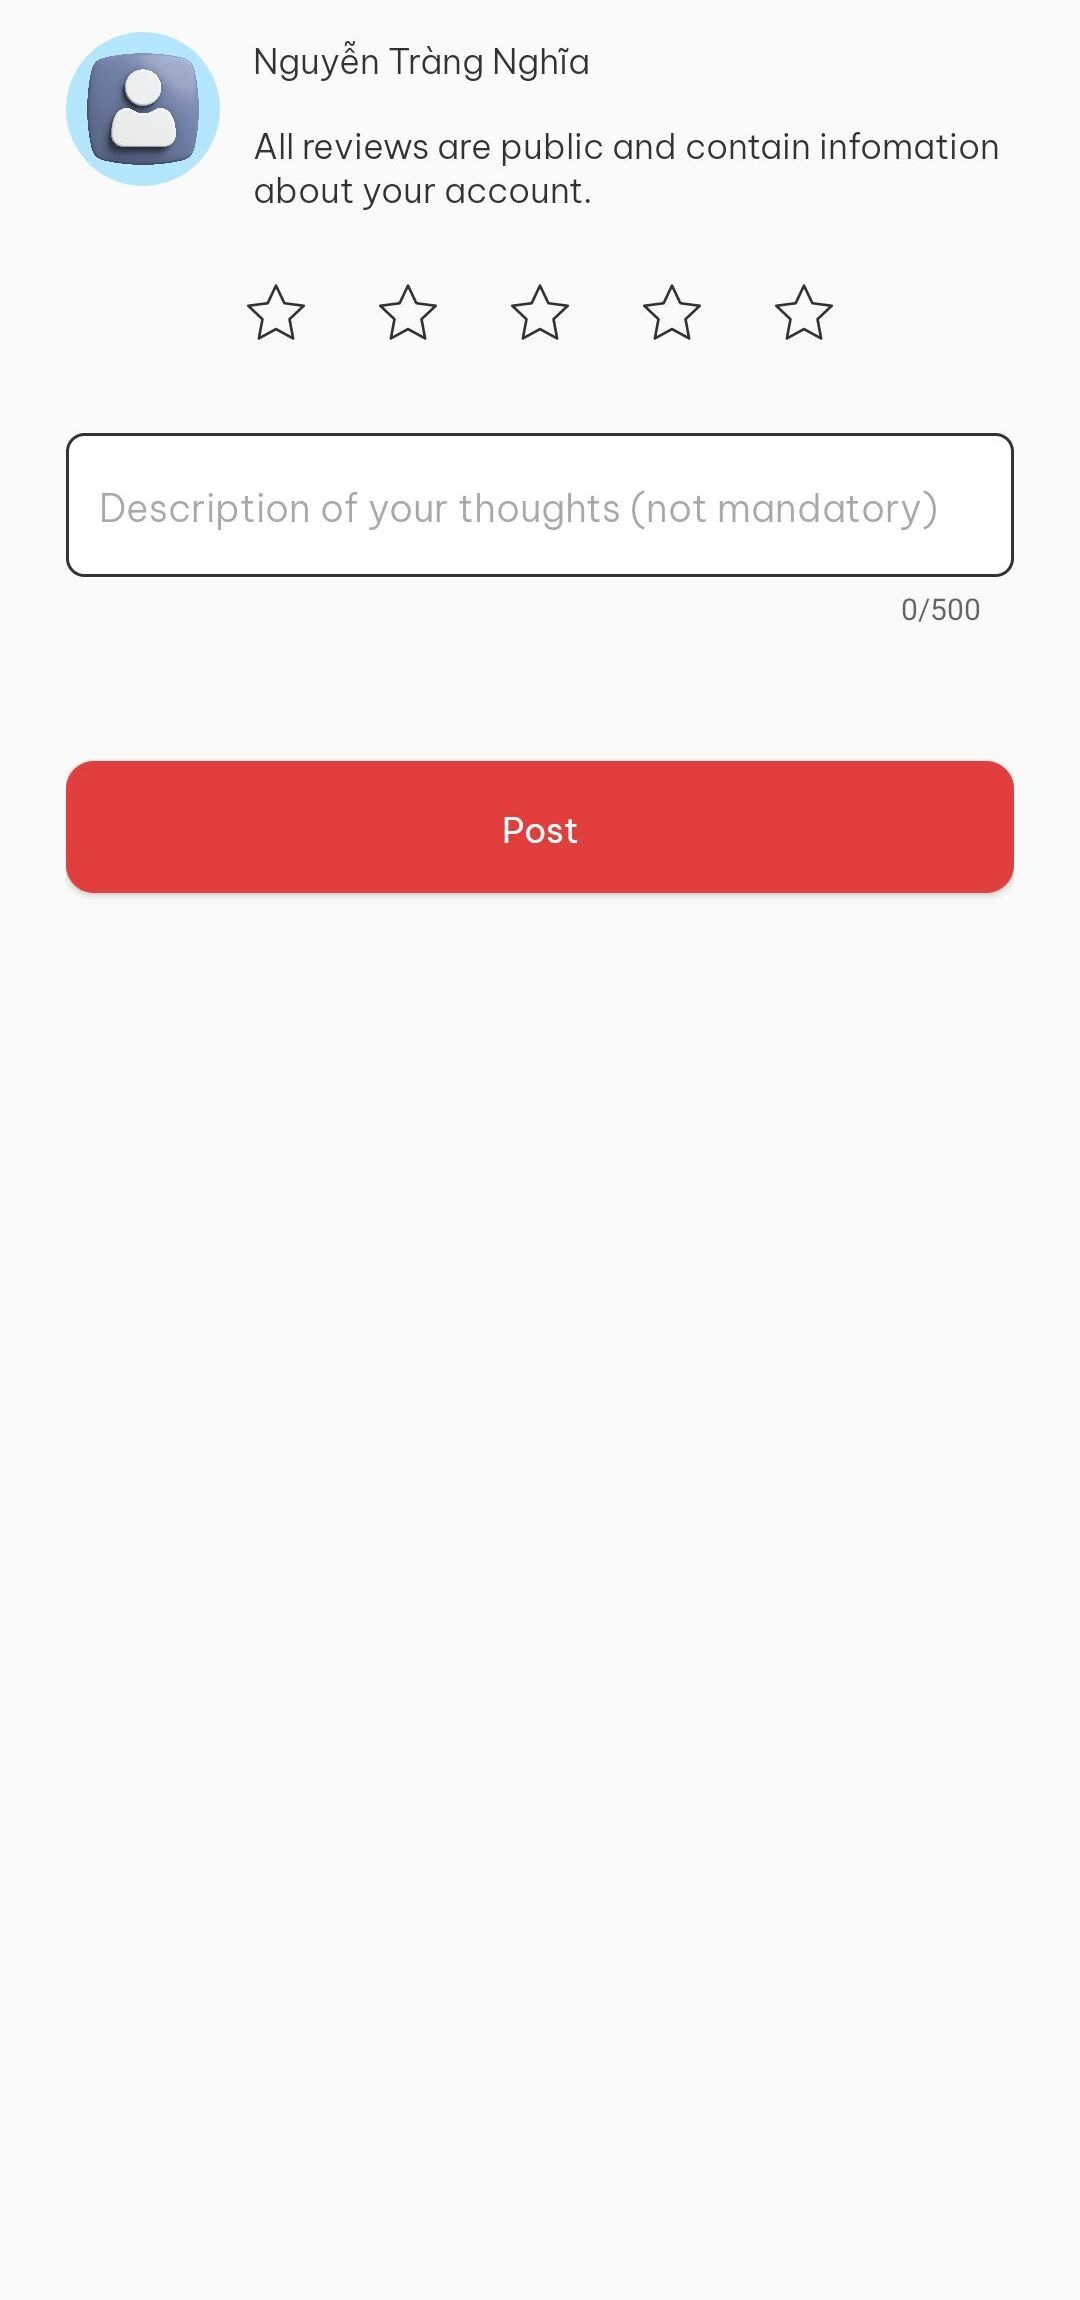 Nguyễn Tràng Nghĩa
All reviews are public and contain infomation
about your account.
Description of your thoughts (not mandatory)
0/500
Post